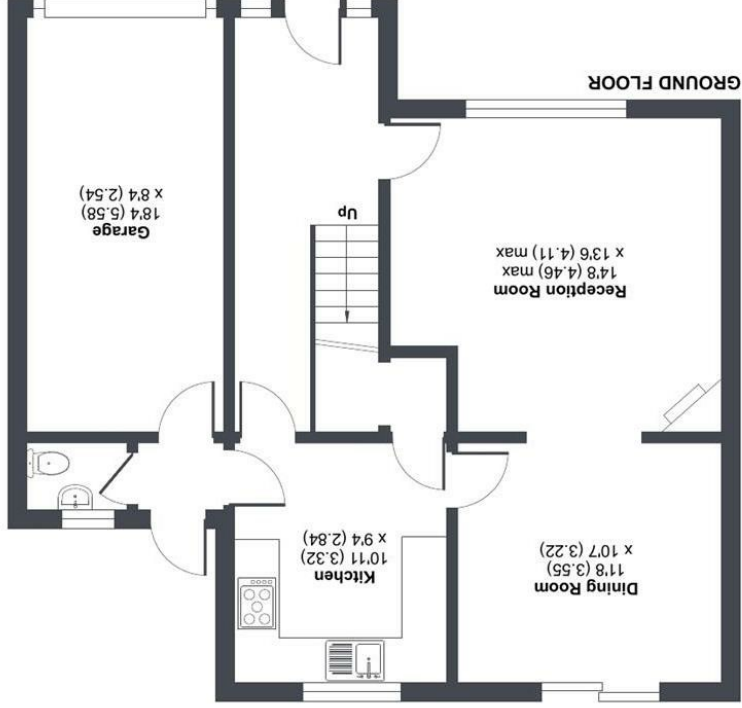 Dining Room
11'8 (3.55)
x 10'7 (3.22)
Kitchen
10'11 (3.32)
x 9'4 (2.84)
Reception Room
14'8 (4.46) max
x 13'6 (4.11) max
Up
Garage
18'4 (5.58)
x 8'4 (2.54)
GROUND FLOOR